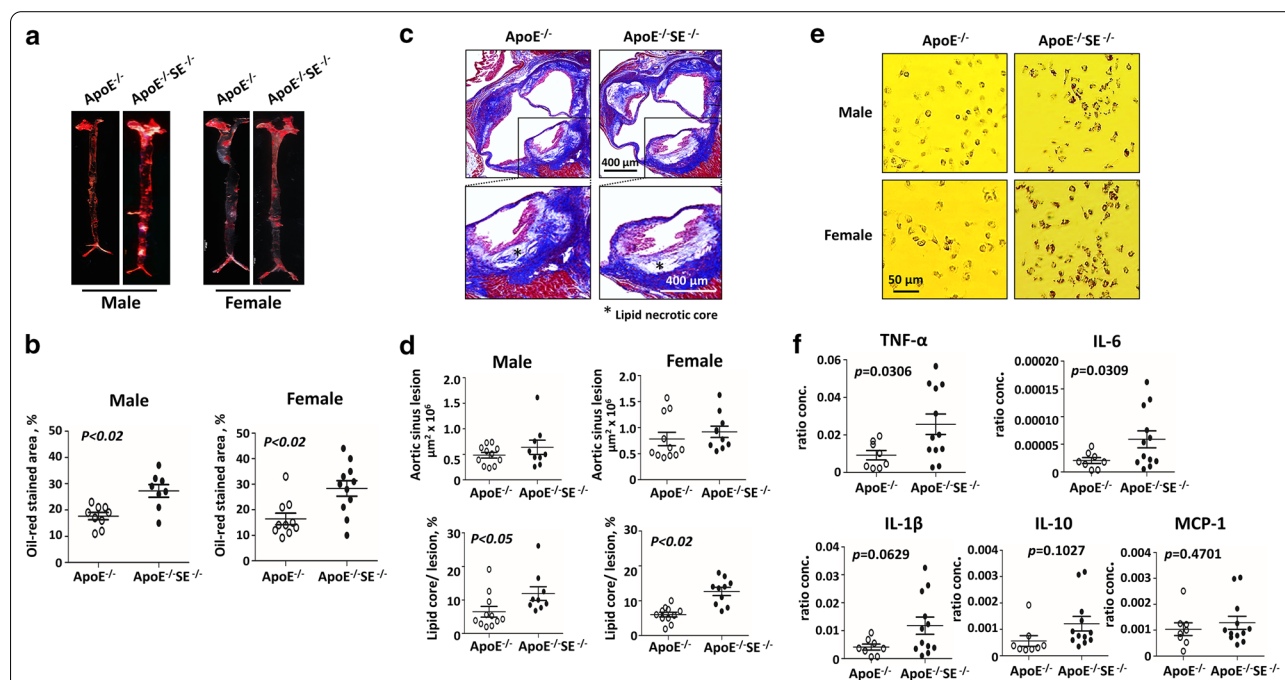 a
ApoE-/-
ApoE-/-SE-/-
ApoE-/-
ApoE-/-SE-/-
Male
Female
b
Male
Female
Oil-red stained area , %
50
40
30
20
10
0
P<0.02
ApoE-/-
ApoE-/-SE-/-
Oil-red stained area, %
50
40
30
20
10
0
P<0.02
ApoE-/-
ApoE-/-SE-/-
c
ApoE-/-
ApoE-/-SE-/-
400 µm
*
*
400 µm
* Lipid necrotic core
d
Male
Female
Aortic sinus lesion
µm² x 10⁶
2.0
1.5
1.0
0.5
0
ApoE-/-
ApoE-/-SE-/-
Aortic sinus lesion
µm² x 10⁶
2.0
1.5
1.0
0.5
0
ApoE-/-
ApoE-/-SE-/-
Lipid core/ lesion, %
30
20
10
0
P<0.05
ApoE-/-
ApoE-/-SE-/-
Lipid core/ lesion, %
30
20
10
0
P<0.02
ApoE-/-
ApoE-/-SE-/-
e
ApoE-/-
ApoE-/-SE-/-
Male
Female
50 µm
f
TNF-α
ratio conc.
0.06
0.04
0.02
0
p=0.0306
ApoE-/-
ApoE-/-SE-/-
IL-6
ratio conc.
0.00020
0.00015
0.00010
0.00005
0
p=0.0309
ApoE-/-
ApoE-/-SE-/-
IL-1β
ratio conc.
0.04
0.03
0.02
0.01
0
p=0.0629
ApoE-/-
ApoE-/-SE-/-
IL-10
ratio conc.
0.004
0.003
0.002
0.001
0.000
p=0.1027
ApoE-/-
ApoE-/-SE-/-
MCP-1
ratio conc.
0.004
0.003
0.002
0.001
0
p=0.4701
ApoE-/-
ApoE-/-SE-/-